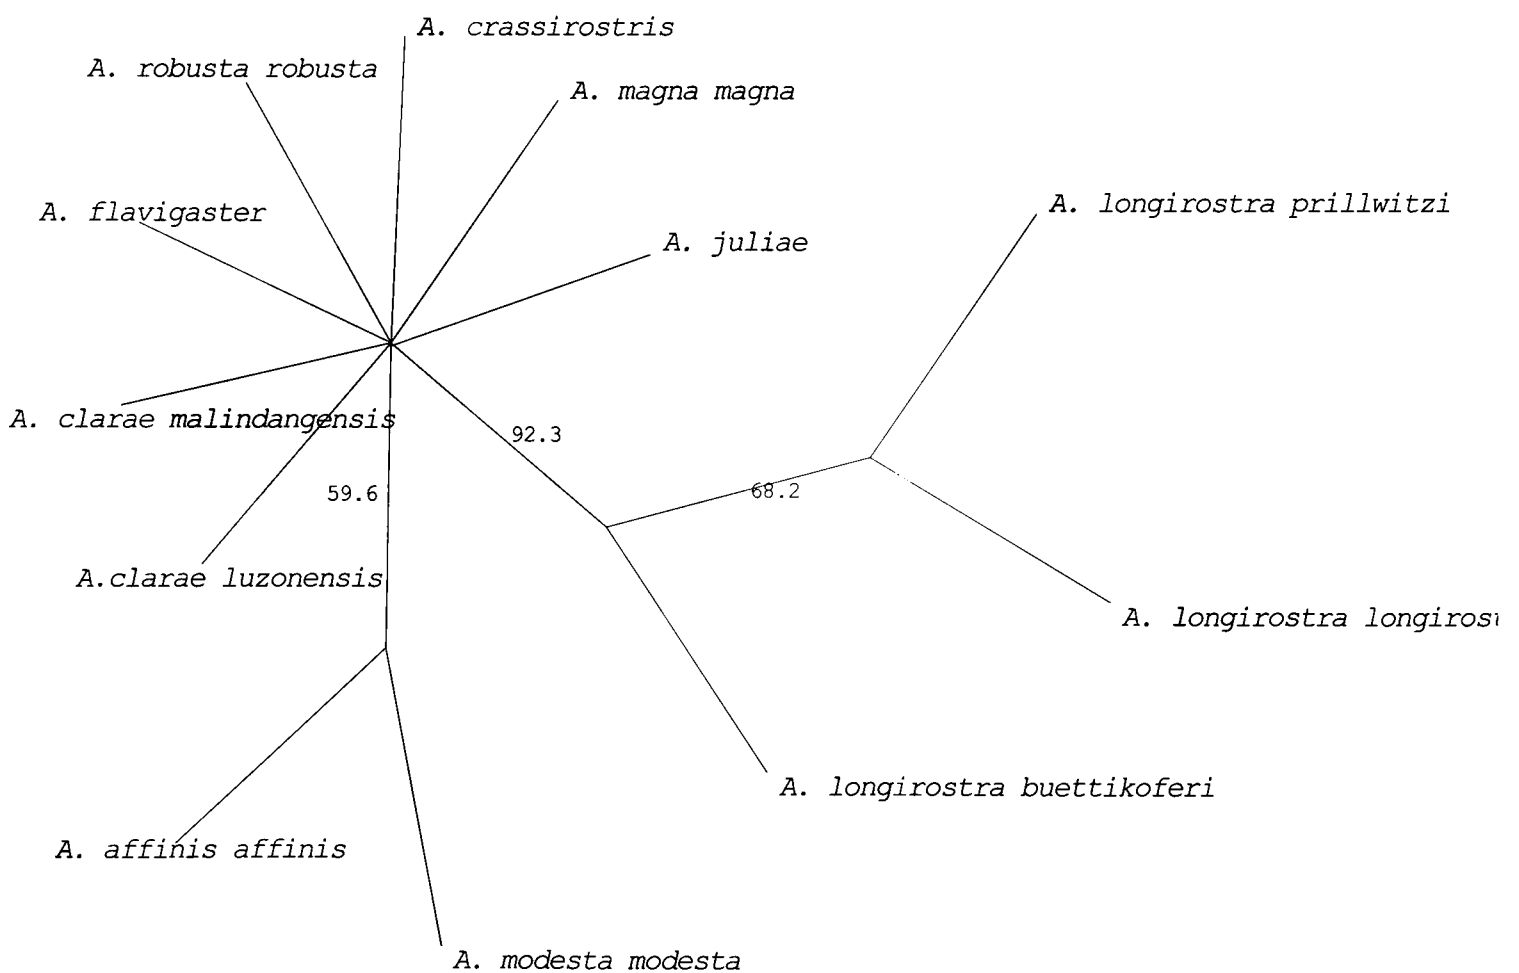 A. crassirostris
A. robusta robusta
A. magna magna
A. longirostra prillwitzi
A. flavigaster
A. juliae
A. clarae malindangensis
92.3
59.6
68.2
A.clarae luzonensis
A. longirostra
A. longirostra buettikoferi
A. affinis affinis
A. modesta modesta